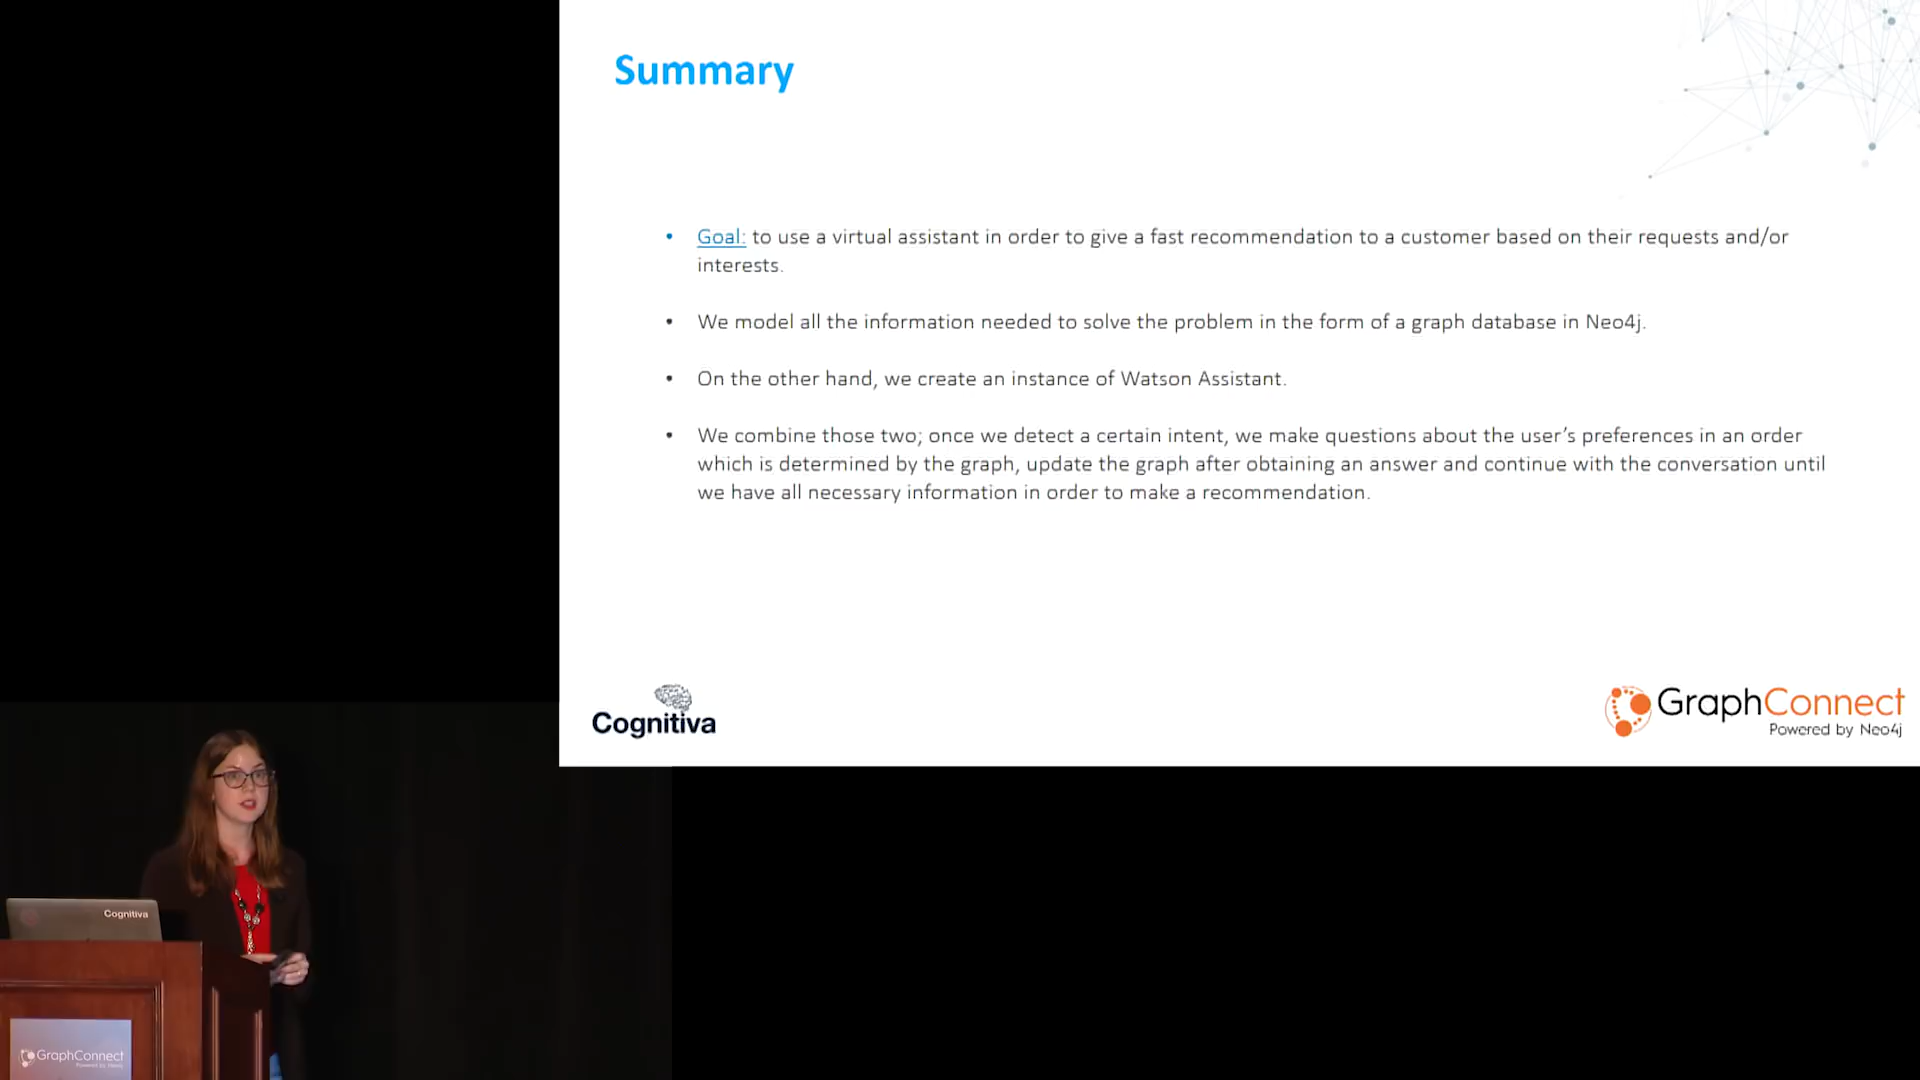 Summary
• Goal: to use a virtual assistant in order to give a fast recommendation to a customer based on their requests and/or
interests.
• We model all the information needed to solve the problem in the form of a graph database in Neo4j.
• On the other hand, we create an instance of Watson Assistant.
• We combine those two; once we detect a certain intent, we make questions about the user’s preferences in an order
which is determined by the graph, update the graph after obtaining an answer and continue with the conversation until
we have all necessary information in order to make a recommendation.
Cognitiva
GraphConnect
Powered by Neo4j
Cognitiva
GraphConnect
Powered by Neo4j